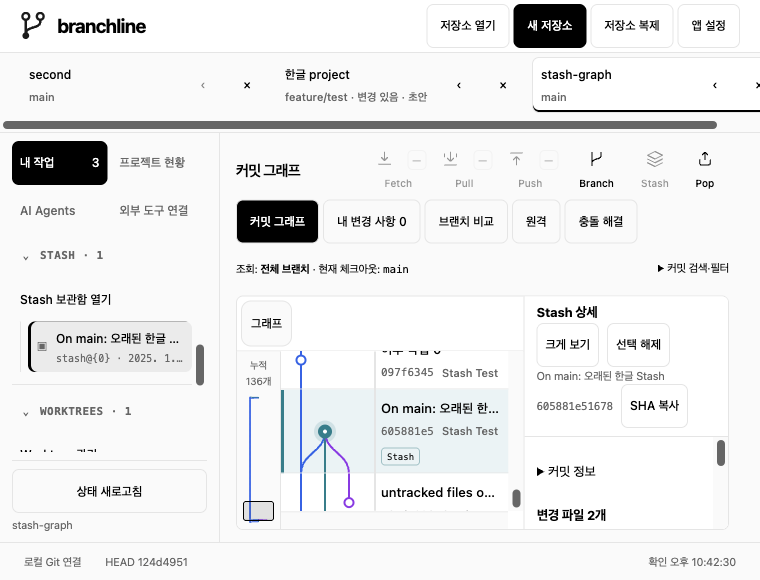 branchline
저장소 열기
새 저장소
저장소 복제
앱 설정
second
main
한글 project
feature/test · 변경 있음 · 초안
stash-graph
main
내 작업 3
프로젝트 현황
AI Agents
외부 도구 연결
STASH · 1
Stash 보관함 열기
On main: 오래된 한글 ...
stash@{0} · 2025. 1....
WORKTREES · 1
상태 새로고침
stash-graph
커밋 그래프
Fetch
Pull
Push
Branch
Stash
Pop
커밋 그래프
내 변경 사항 0
브랜치 비교
원격
충돌 해결
조회: 전체 브랜치 · 현재 체크아웃: main
커밋 검색·필터
그래프
누적
136개
097f6345 Stash Test
On main: 오래된 한...
605881e5 Stash Test
Stash
untracked files o...
Stash 상세
크게 보기
선택 해제
On main: 오래된 한글 Stash
605881e51678
SHA 복사
커밋 정보
변경 파일 2개
로컬 Git 연결
HEAD 124d4951
확인 오후 10:42:30